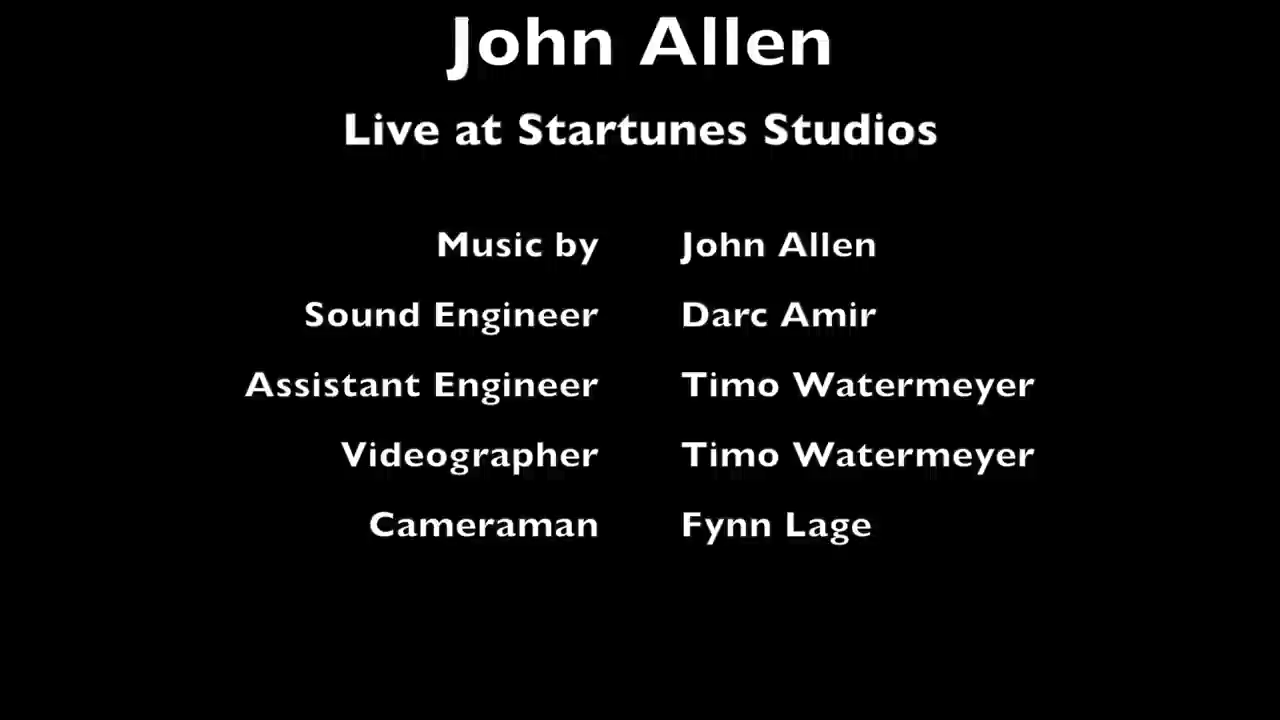 John Allen
Live at Startunes Studios
Music by John Allen
Sound Engineer Darc Amir
Assistant Engineer Timo Watermeyer
Videographer Timo Watermeyer
Cameraman Fynn Lage